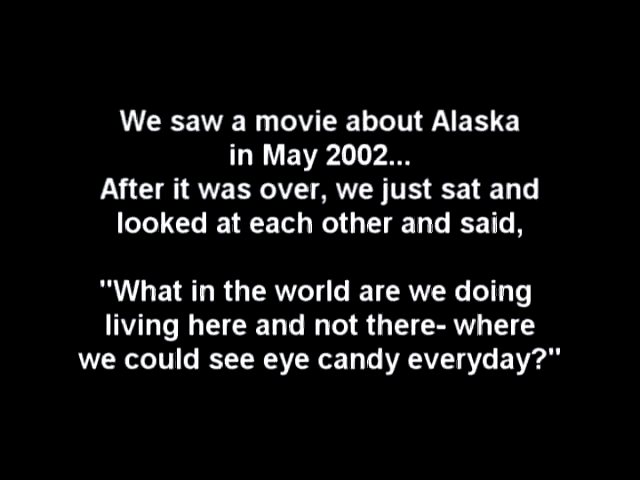 We saw a movie about Alaska
in May 2002...
After it was over, we just sat and
looked at each other and said,
"What in the world are we doing
living here and not there- where
we could see eye candy everyday?"